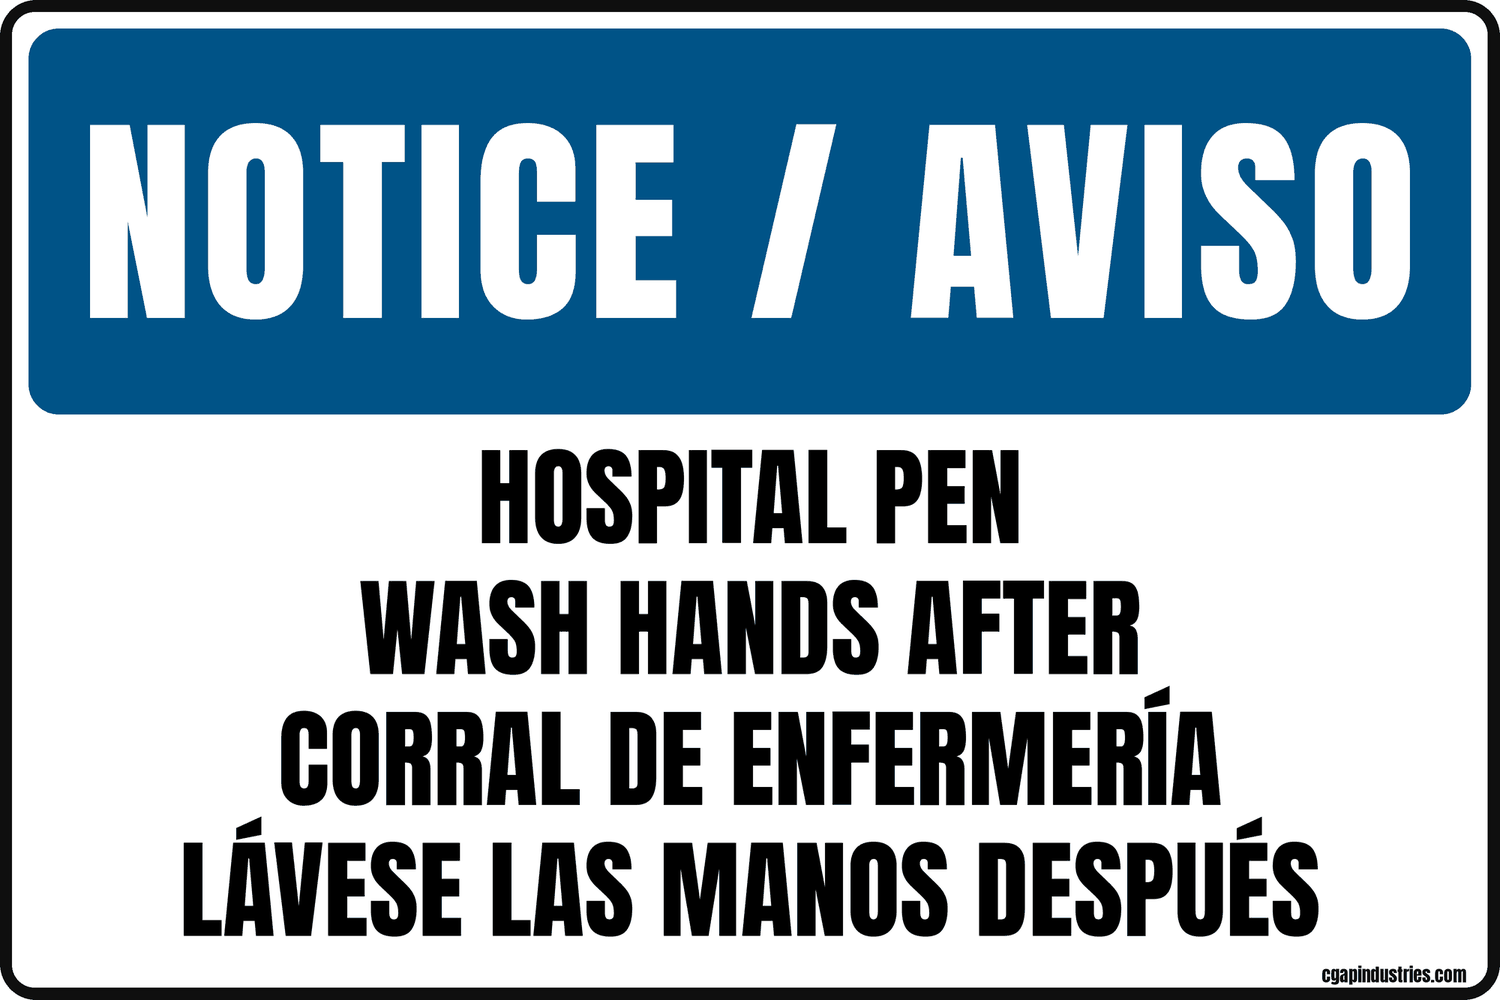 NOTICE / AVISO
HOSPITAL PEN
WASH HANDS AFTER
CORRAL DE ENFERMERÍA
LÁVESE LAS MANOS DESPUÉS
cgapindustries.com